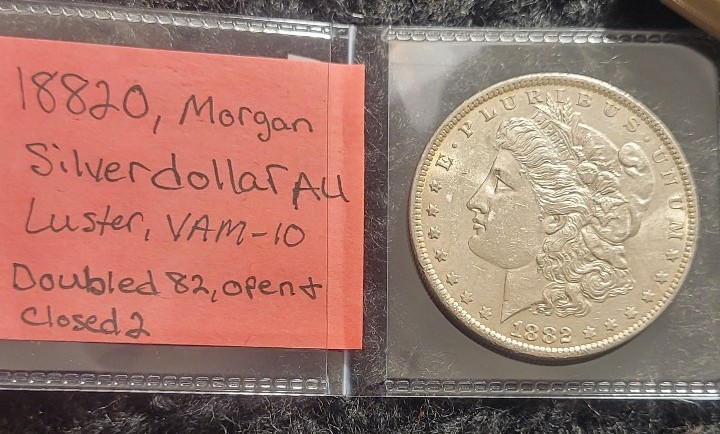 18820, Morgan
Silverdollar AU
Luster, VAM-10
Doubled 82, open +
closed 2
E · PLURIBUS · UNUM
1882